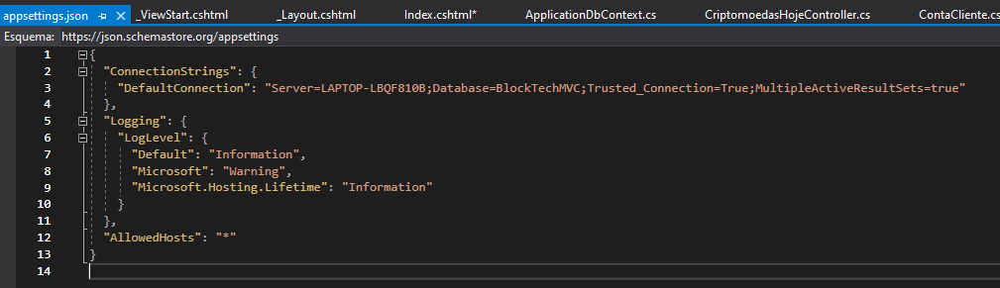 appsettings.json _ViewStart.cshtml _Layout.cshtml Index.cshtml* ApplicationDbContext.cs CriptomoedasHojeController.cs ContaCliente.cs
Esquema: https://json.schemastore.org/appsettings
1 {
2 "ConnectionStrings": {
3 "DefaultConnection": "Server=LAPTOP-LBQF810B;Database=BlockTechMVC;Trusted_Connection=True;MultipleActiveResultSets=true"
4 },
5 "Logging": {
6 "LogLevel": {
7 "Default": "Information",
8 "Microsoft": "Warning",
9 "Microsoft.Hosting.Lifetime": "Information"
10 }
11 },
12 "AllowedHosts": "*"
13 }
14